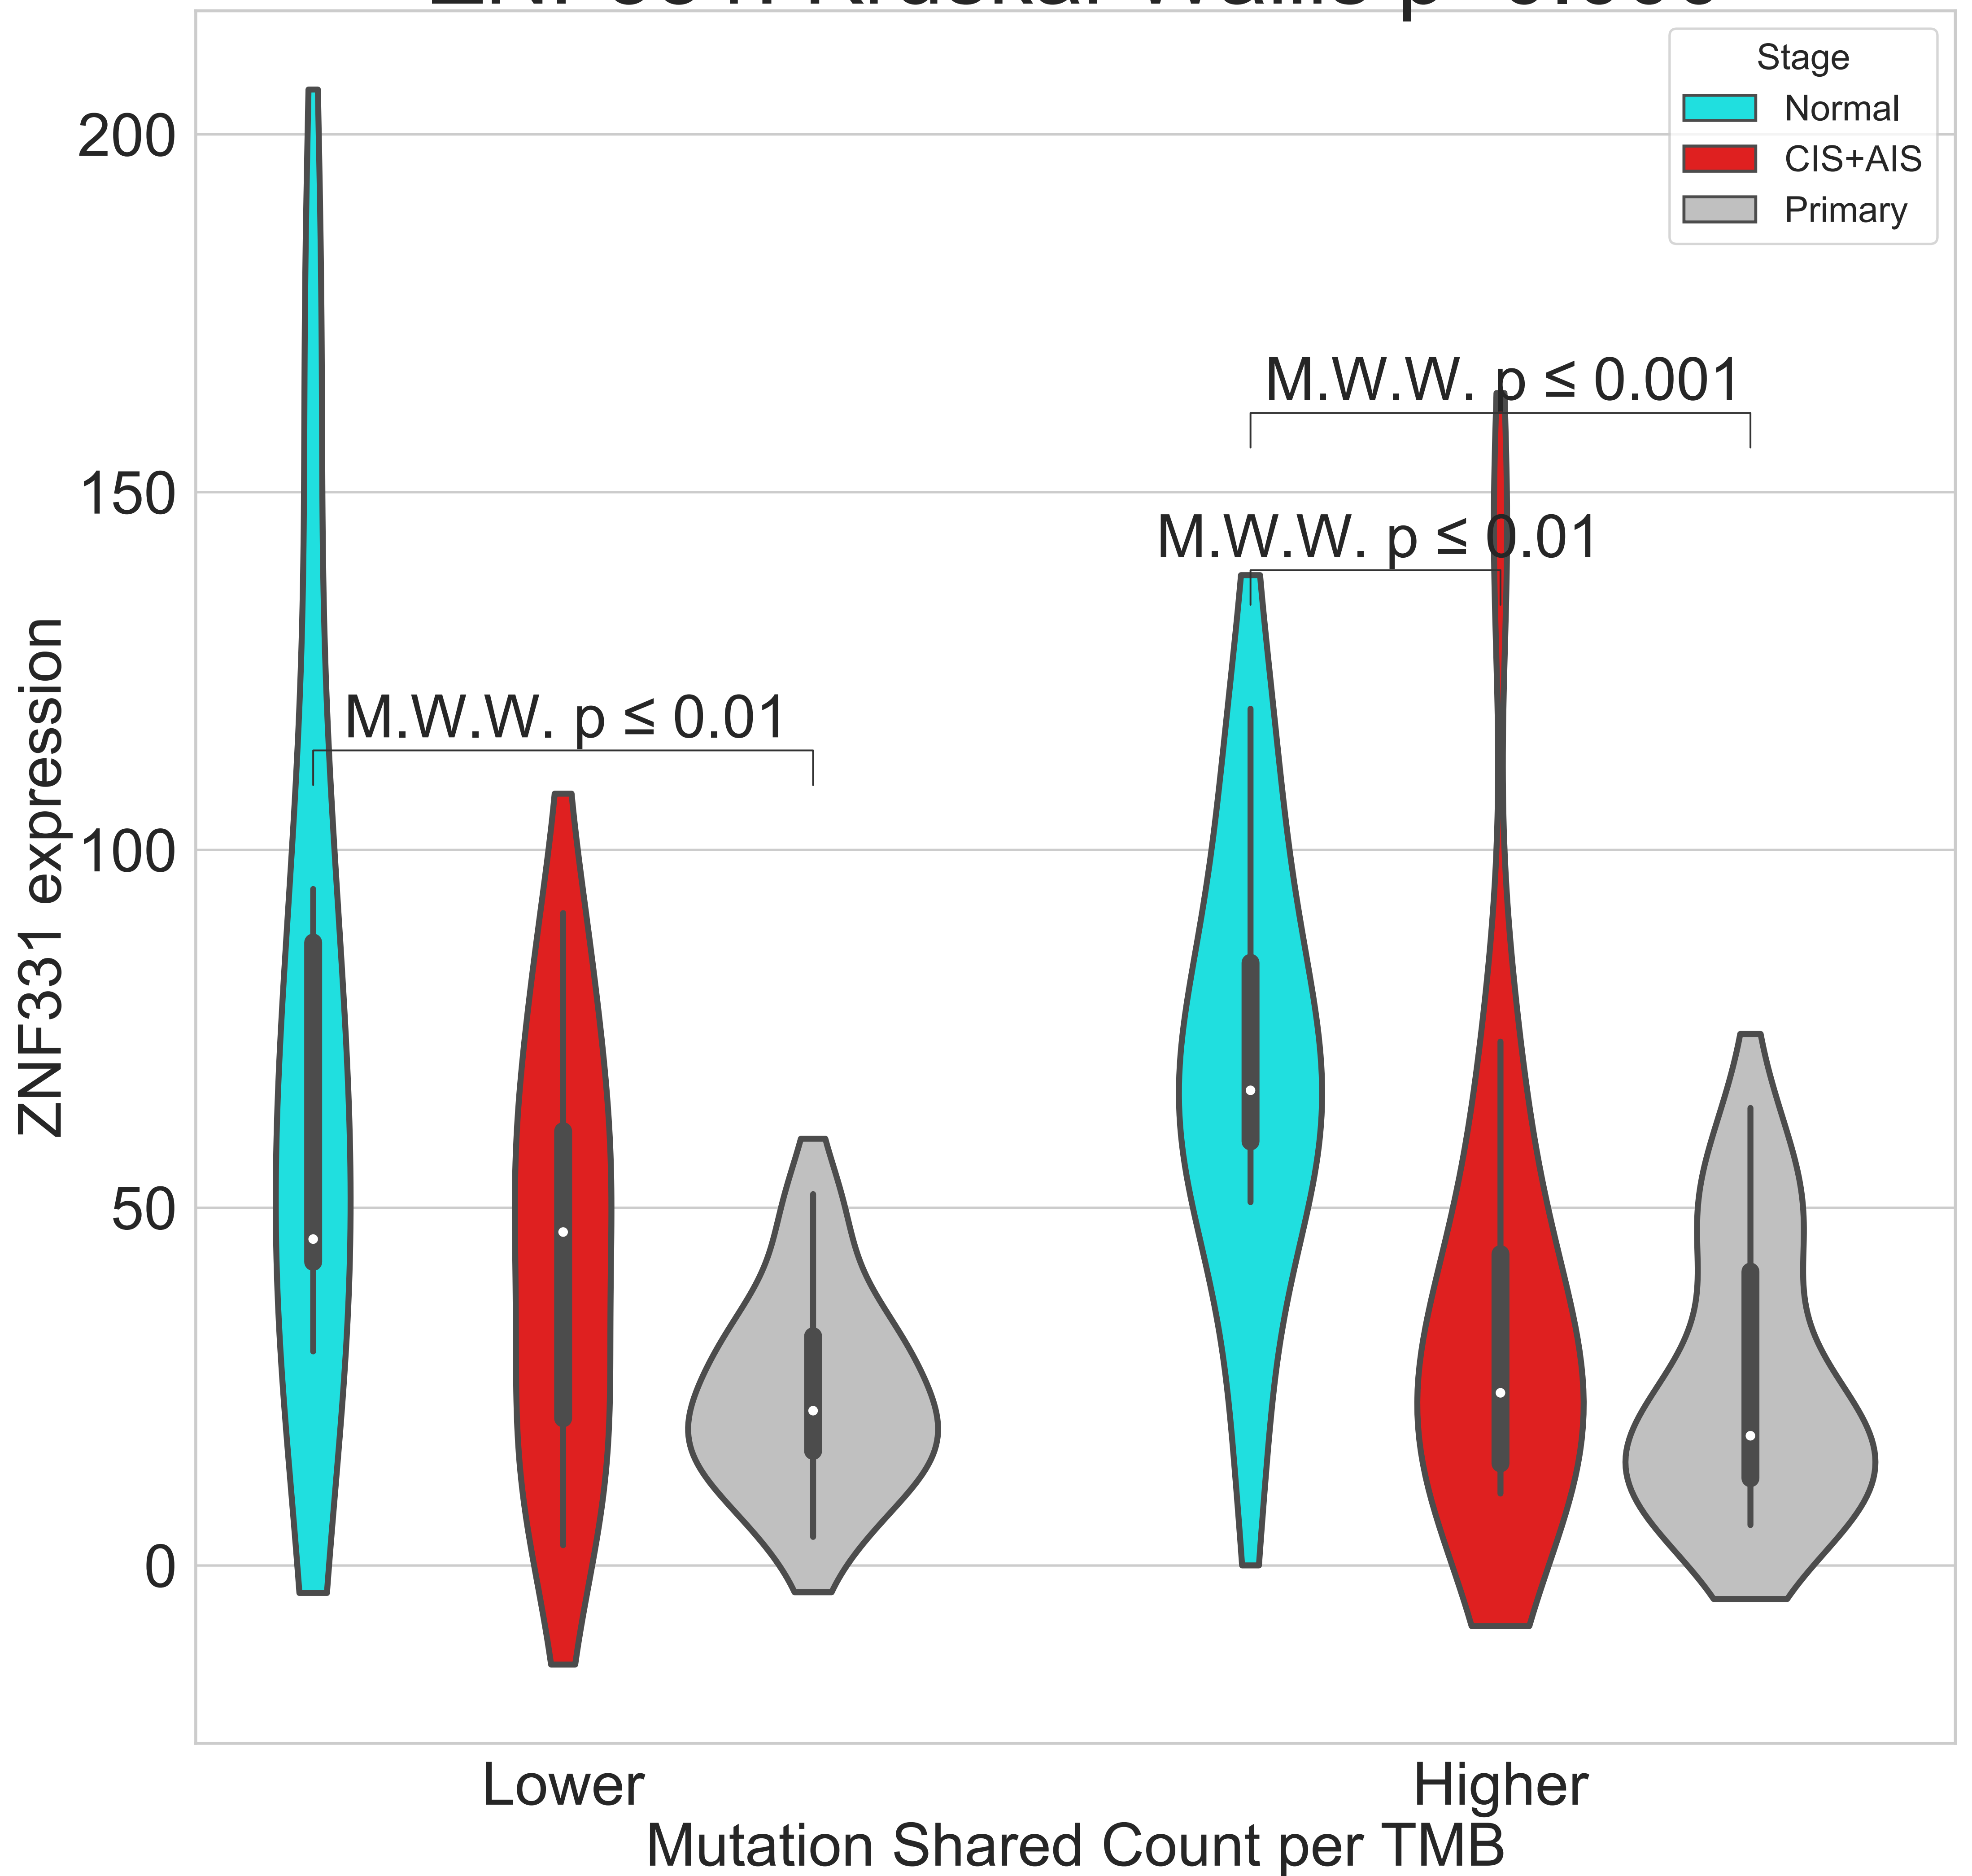 Stage
Normal
CIS+AIS
Primary
200
150
100
50
0
ZNF331 expression
M.W.W. p ≤ 0.001
M.W.W. p ≤ 0.01
M.W.W. p ≤ 0.01
Lower
Higher
Mutation Shared Count per TMB